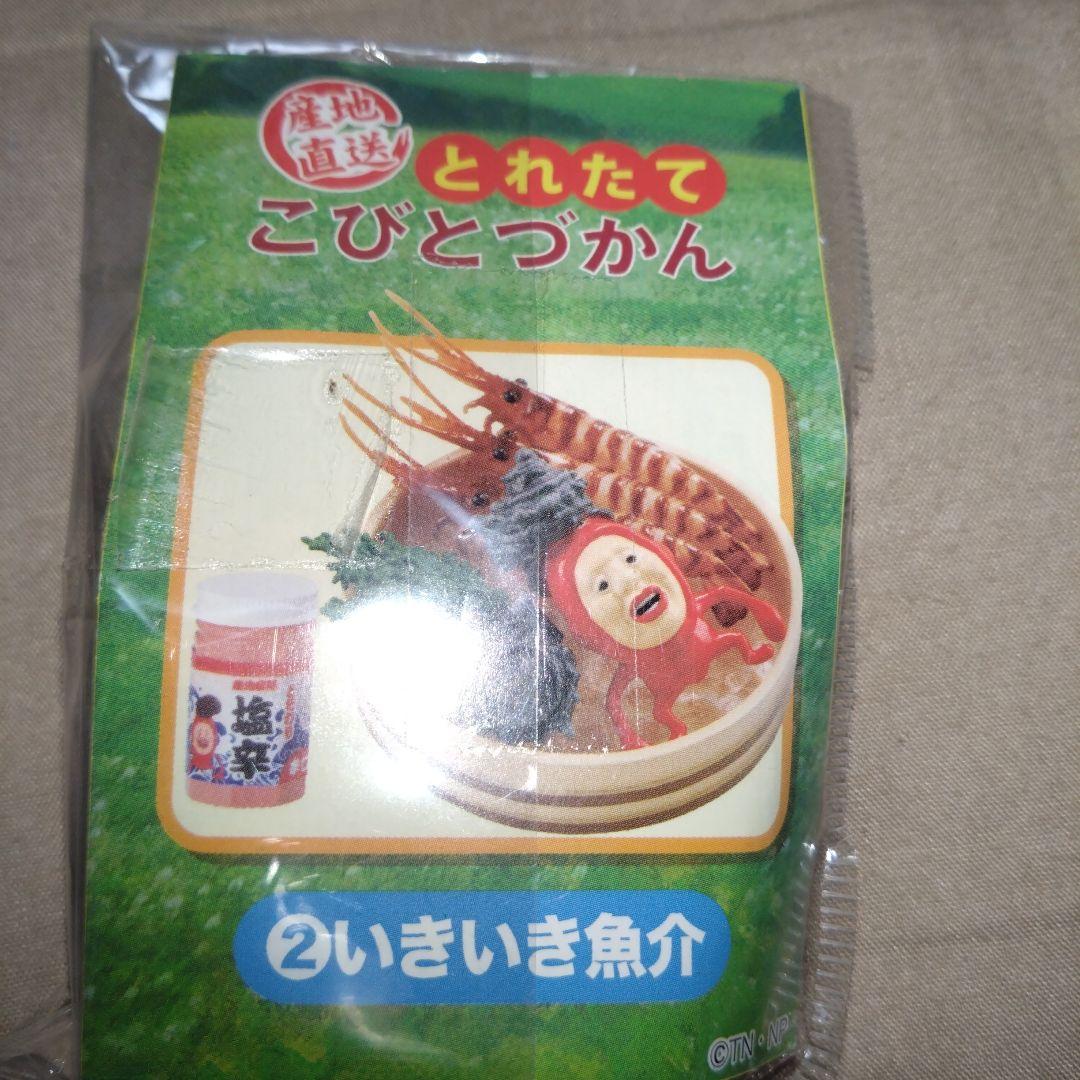 産地
直送
とれたて
こびとづかん
塩辛
②いきいき魚介
©TN・NP